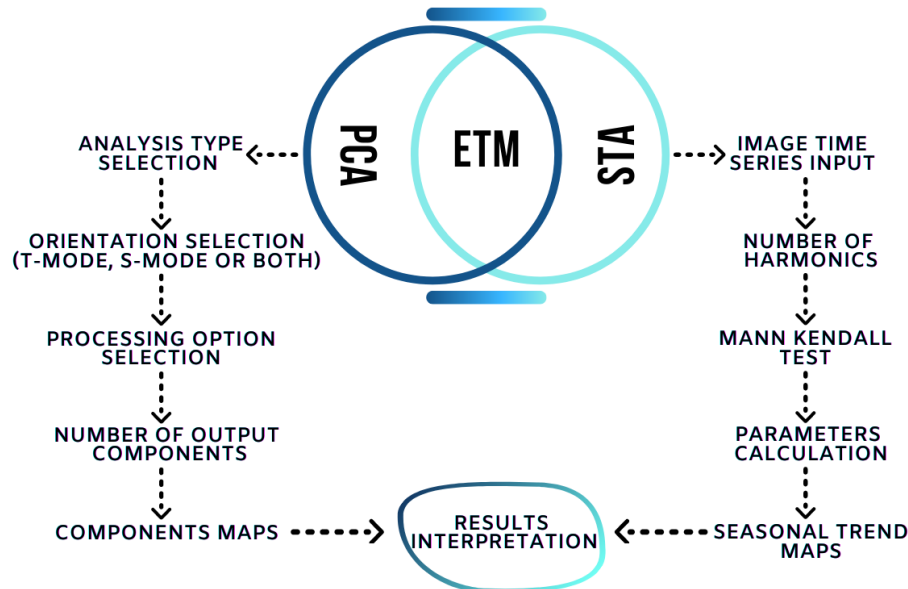 PCA
ETM
STA
ANALYSIS TYPE
SELECTION
ORIENTATION SELECTION
(T-MODE, S-MODE OR BOTH)
PROCESSING OPTION
SELECTION
NUMBER OF OUTPUT
COMPONENTS
COMPONENTS MAPS
IMAGE TIME
SERIES INPUT
NUMBER OF
HARMONICS
MANN KENDALL
TEST
PARAMETERS
CALCULATION
SEASONAL TREND
MAPS
RESULTS
INTERPRETATION